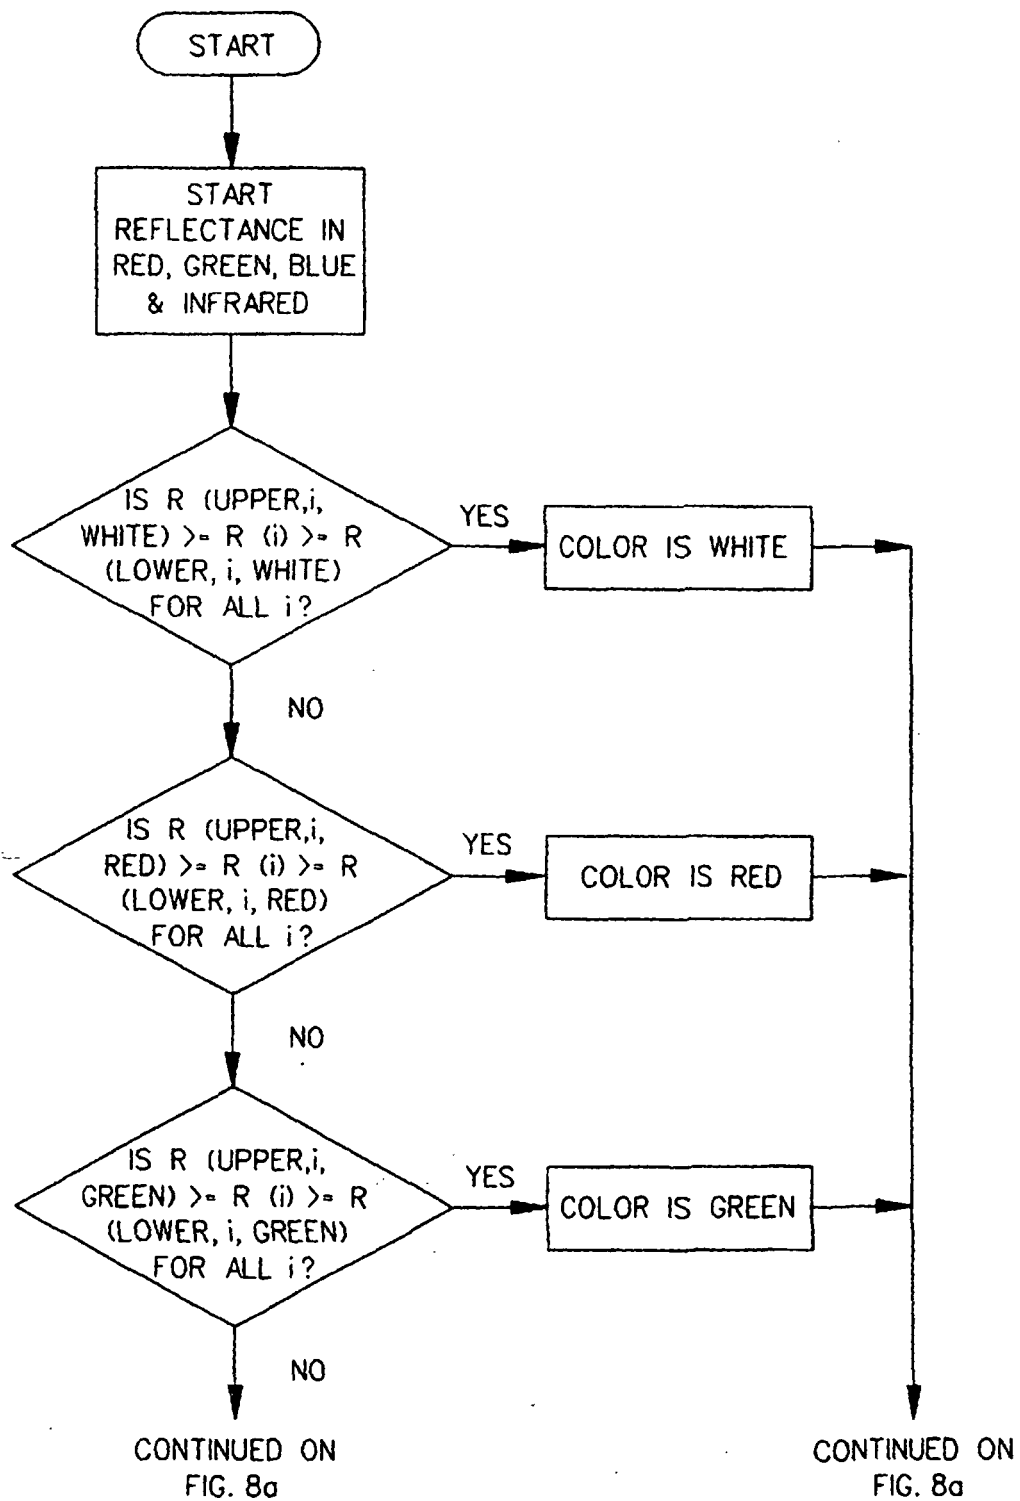 START
START
REFLECTANCE IN
RED, GREEN, BLUE
& INFRARED
IS R (UPPER,i,
WHITE) >= R (i) >= R
(LOWER, i, WHITE)
FOR ALL i?
YES
COLOR IS WHITE
NO
IS R (UPPER,i,
RED) >= R (i) >= R
(LOWER, i, RED)
FOR ALL i?
YES
COLOR IS RED
NO
IS R (UPPER,i,
GREEN) >= R (i) >= R
(LOWER, i, GREEN)
FOR ALL i?
YES
COLOR IS GREEN
NO
CONTINUED ON
FIG. 8a
CONTINUED ON
FIG. 8a